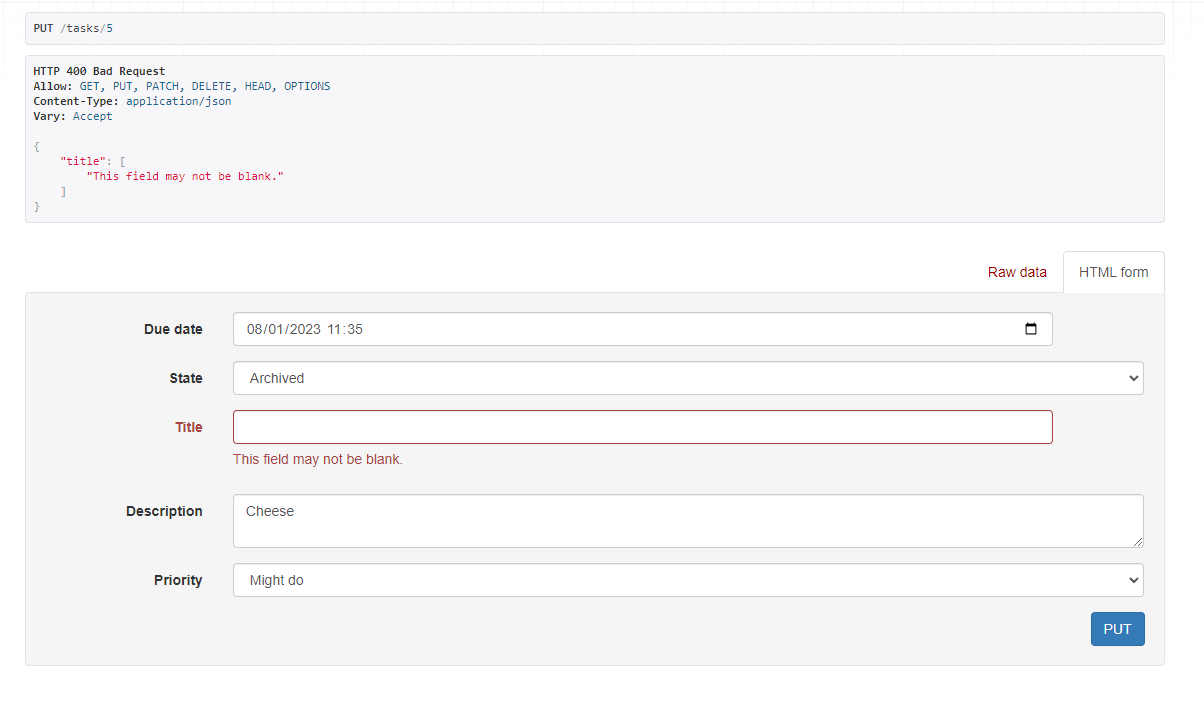 PUT /tasks/5
HTTP 400 Bad Request
Allow: GET, PUT, PATCH, DELETE, HEAD, OPTIONS
Content-Type: application/json
Vary: Accept
{
"title": [
"This field may not be blank."
]
}
Raw data HTML form
Due date 08/01/2023 11:35
State Archived
Title
This field may not be blank.
Description Cheese
Priority Might do
PUT